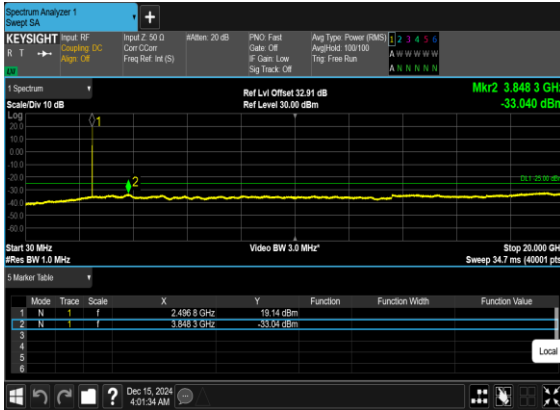 Spectrum Analyzer 1
Swept SA
KEYSIGHT Input: RF Input Z: 50 Ω #Atten: 20 dB PNO: Fast Avg Type: Power (RMS) 1 2 3 4 5 6
R T Coupling: DC Corr CCorr Gate: Off Avg|Hold: 100/100 A W W W W W
Align: Off Freq Ref: Int (S) IF Gain: Low Trig: Free Run
Sig Track: Off A N N N N N
1 Spectrum Ref Lvl Offset 32.91 dB Mkr2 3.848 3 GHz
Scale/Div 10 dB Ref Level 30.00 dBm -33.040 dBm
Log
20.0
10.0
0.00
-10.0
-20.0
-30.0
-40.0
-50.0
-60.0
1
2
DL1 -25.00 dBm
Start 30 MHz Video BW 3.0 MHz* Stop 20.000 GHz
#Res BW 1.0 MHz Sweep 34.7 ms (40001 pts)
5 Marker Table
Mode Trace Scale X Y Function Function Width Function Value
1 N 1 f 2.496 8 GHz 19.14 dBm
2 N 1 f 3.848 3 GHz -33.04 dBm
3
4
5
6
Local
Dec 15, 2024
4:01:34 AM